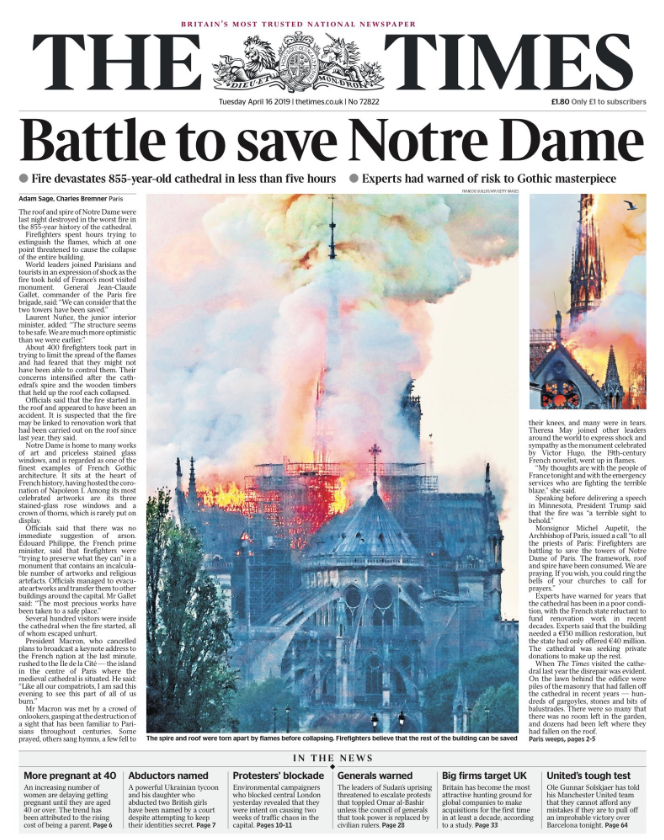 BRITAIN'S MOST TRUSTED NATIONAL NEWSPAPER
THE TIMES
DIEU ET MON DROIT
Tuesday April 16 2019 | thetimes.co.uk | No 72822
£1.80 Only £1 to subscribers
Battle to save Notre Dame
● Fire devastates 855-year-old cathedral in less than five hours ● Experts had warned of risk to Gothic masterpiece
Adam Sage, Charles Bremner Paris
The roof and spire of Notre Dame were
last night destroyed in the worst fire in
the 855-year history of the cathedral.
Firefighters spent hours trying to
extinguish the flames, which at one
point threatened to cause the collapse
of the entire building.
World leaders joined Parisians and
tourists in an expression of shock as the
fire took hold of France's most visited
monument. General Jean-Claude
Gallet, commander of the Paris fire
brigade, said: "We can consider that the
two towers have been saved."
Laurent Nuñez, the junior interior
minister, added: "The structure seems
to be safe. We are much more optimistic
than we were earlier."
About 400 firefighters took part in
trying to limit the spread of the flames
and had feared that they might not
have been able to control them. Their
concerns intensified after the cath-
edral's spire and the wooden timbers
that held up the roof each collapsed.
Officials said that the fire started in
the roof and appeared to have been an
accident. It is suspected that the fire
may be linked to renovation work that
had been carried out on the roof since
last year, they said.
Notre Dame is home to many works
of art and priceless stained glass
windows, and is regarded as one of the
finest examples of French Gothic
architecture. It sits at the heart of
French history, having hosted the coro-
nation of Napoleon I. Among its most
celebrated artworks are its three
stained-glass rose windows and a
crown of thorns, which is rarely put on
display.
Officials said that there was no
immediate suggestion of arson.
Édouard Philippe, the French prime
minister, said that firefighters were
"trying to preserve what they can" in a
monument that contains an incalcula-
ble number of artworks and religious
artefacts. Officials managed to evacu-
ate artworks and transfer them to other
buildings around the capital. Mr Gallet
said: "The most precious works have
been taken to a safe place."
Several hundred visitors were inside
the cathedral when the fire started, all
of whom escaped unhurt.
President Macron, who cancelled
plans to broadcast a keynote address to
the French nation at the last minute,
rushed to the Ile de la Cité — the island
in the centre of Paris where the
medieval cathedral is situated. He said:
"Like all our compatriots, I am sad this
evening to see this part of all of us
burn."
Mr Macron was met by a crowd of
onlookers, gasping at the destruction of
a sight that has been familiar to Pari-
sians throughout centuries. Some
prayed, others sang hymns, a few fell to
The spire and roof were torn apart by flames before collapsing. Firefighters believe that the rest of the building can be saved
their knees, and many were in tears.
Theresa May joined other leaders
around the world to express shock and
sympathy as the monument celebrated
by Victor Hugo, the 19th-century
French novelist, went up in flames.
"My thoughts are with the people of
France tonight and with the emergency
services who are fighting the terrible
blaze," she said.
Speaking before delivering a speech
in Minnesota, President Trump said
that the fire was "a terrible sight to
behold."
Monsignor Michel Aupetit, the
Archbishop of Paris, issued a call "to all
the priests of Paris: Firefighters are
battling to save the towers of Notre
Dame of Paris. The framework, roof
and spire have been consumed. We are
praying. If you wish, you could ring the
bells of your churches to call for
prayers."
Experts have warned for years that
the cathedral has been in a poor condi-
tion, with the French state reluctant to
fund renovation work in recent
decades. Experts said that the building
needed a €150 million restoration, but
the state had only offered €40 million.
The cathedral was seeking private
donations to make up the rest.
When The Times visited the cathe-
dral last year the disrepair was evident.
On the lawn behind the edifice were
piles of the masonry that had fallen off
the cathedral in recent years — hun-
dreds of gargoyles, stones and bits of
balustrades. There were so many that
there was no room left in the garden,
and dozens had been left where they
had fallen on the roof.
Paris weeps, pages 2-5
IN THE NEWS
More pregnant at 40
An increasing number of
women are delaying getting
pregnant until they are aged
40 or over. The trend has
been attributed to the rising
cost of being a parent. Page 6
Abductors named
A powerful Ukrainian tycoon
and his daughter who
abducted two British girls
have been named by a court
despite attempting to keep
their identities secret. Page 7
Protesters' blockade
Environmental campaigners
who blocked central London
yesterday revealed that they
were intent on causing two
weeks of traffic chaos in the
capital. Pages 10-11
Generals warned
The leaders of Sudan's uprising
threatened to escalate protests
that toppled Omar al-Bashir
unless the council of generals
that took power is replaced by
civilian rulers. Page 28
Big firms target UK
Britain has become the most
attractive hunting ground for
global companies to make
acquisitions for the first time
in at least a decade, according
to a study. Page 33
United's tough test
Ole Gunnar Solskjaer has told
his Manchester United team
that they cannot afford any
mistakes if they are to pull off
an improbable victory over
Barcelona tonight. Page 64